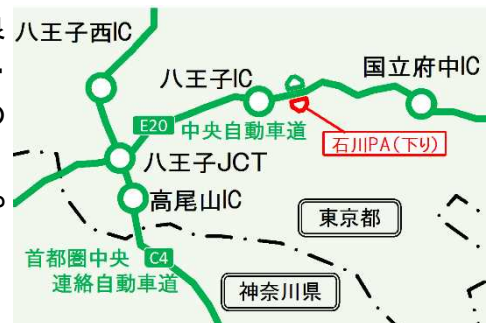 八王子西IC
八王子IC
国立府中IC
E20 中央自動車道
石川PA(下り)
八王子JCT
高尾山IC
東京都
首都圏中央
連絡自動車道
C4
神奈川県